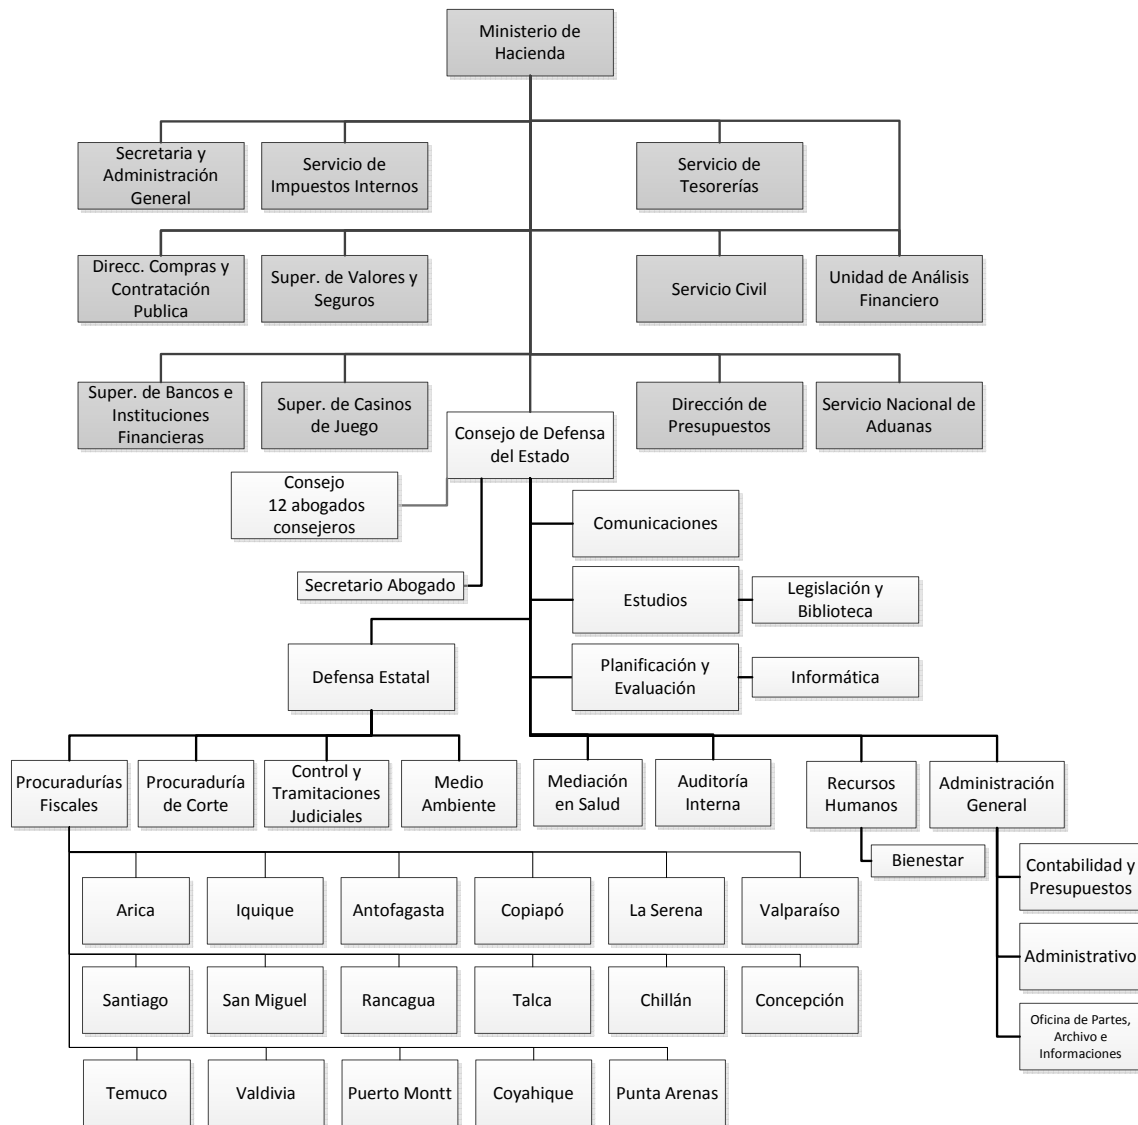 Ministerio de
Hacienda
Secretaria y
Administración
General
Servicio de
Impuestos Internos
Servicio de
Tesorerías
Direcc. Compras y
Contratación
Publica
Super. de Valores y
Seguros
Servicio Civil
Unidad de Análisis
Financiero
Super. de Bancos e
Instituciones
Financieras
Super. de Casinos
de Juego
Dirección de
Presupuestos
Servicio Nacional de
Aduanas
Consejo de Defensa
del Estado
Consejo
12 abogados
consejeros
Comunicaciones
Secretario Abogado
Estudios
Legislación y
Biblioteca
Defensa Estatal
Planificación y
Evaluación
Informática
Procuradurías
Fiscales
Procuraduría
de Corte
Control y
Tramitaciones
Judiciales
Medio
Ambiente
Mediación
en Salud
Auditoría
Interna
Recursos
Humanos
Administración
General
Bienestar
Contabilidad y
Presupuestos
Administrativo
Oficina de Partes,
Archivo e
Informaciones
Arica
Iquique
Antofagasta
Copiapó
La Serena
Valparaíso
Santiago
San Miguel
Rancagua
Talca
Chillán
Concepción
Temuco
Valdivia
Puerto Montt
Coyahique
Punta Arenas